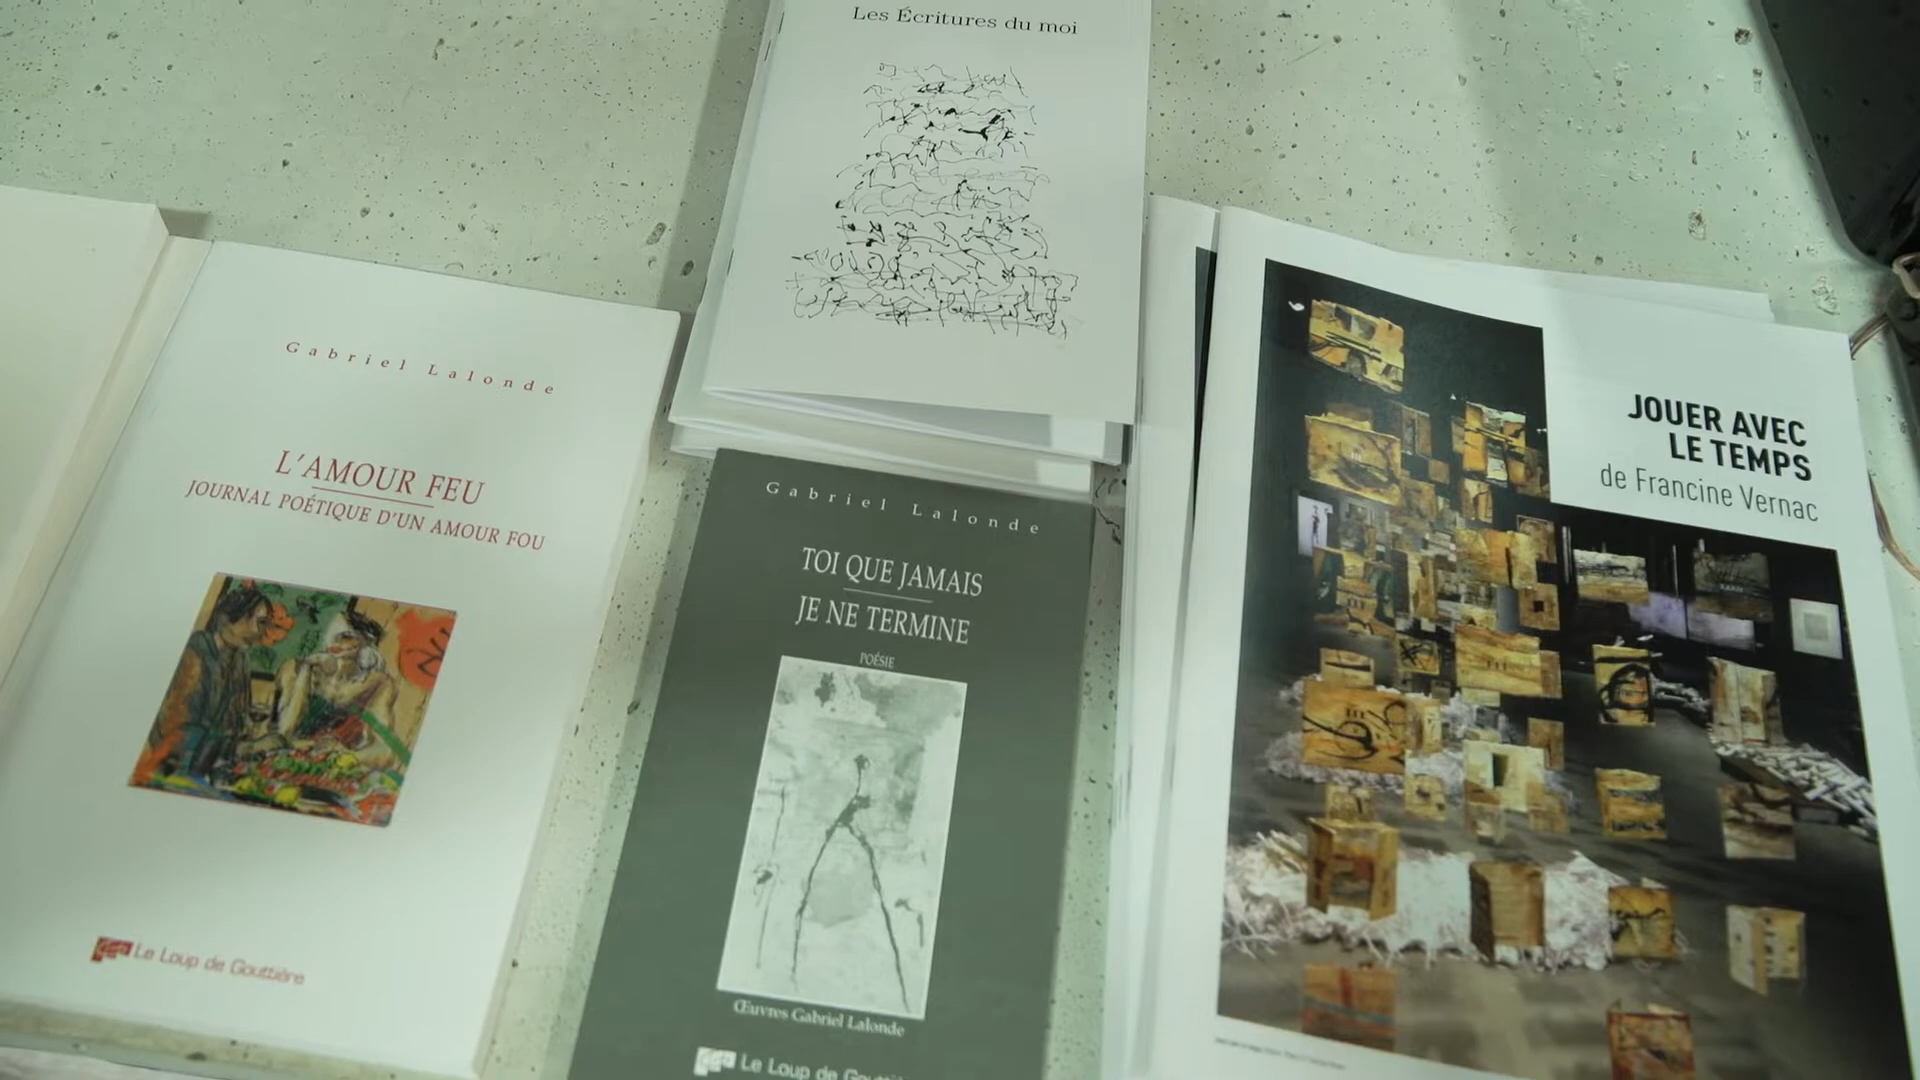 Les Écritures du moi
Gabriel Lalonde
L'AMOUR FEU
JOURNAL POÉTIQUE D'UN AMOUR FOU
Le Loup de Gouttière
Gabriel Lalonde
TOI QUE JAMAIS
JE NE TERMINE
POÉSIE
Œuvres Gabriel Lalonde
Le Loup de
JOUER AVEC
LE TEMPS
de Francine Vernac